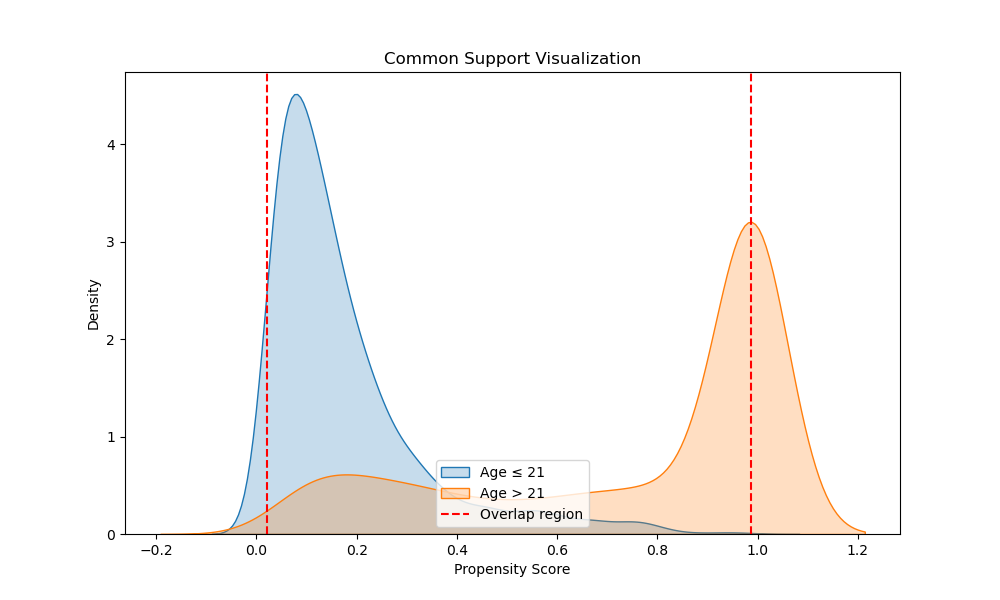 Common Support Visualization
Density
4
3
2
1
0
Age ≤ 21
Age > 21
Overlap region
−0.2 0.0 0.2 0.4 0.6 0.8 1.0 1.2
Propensity Score